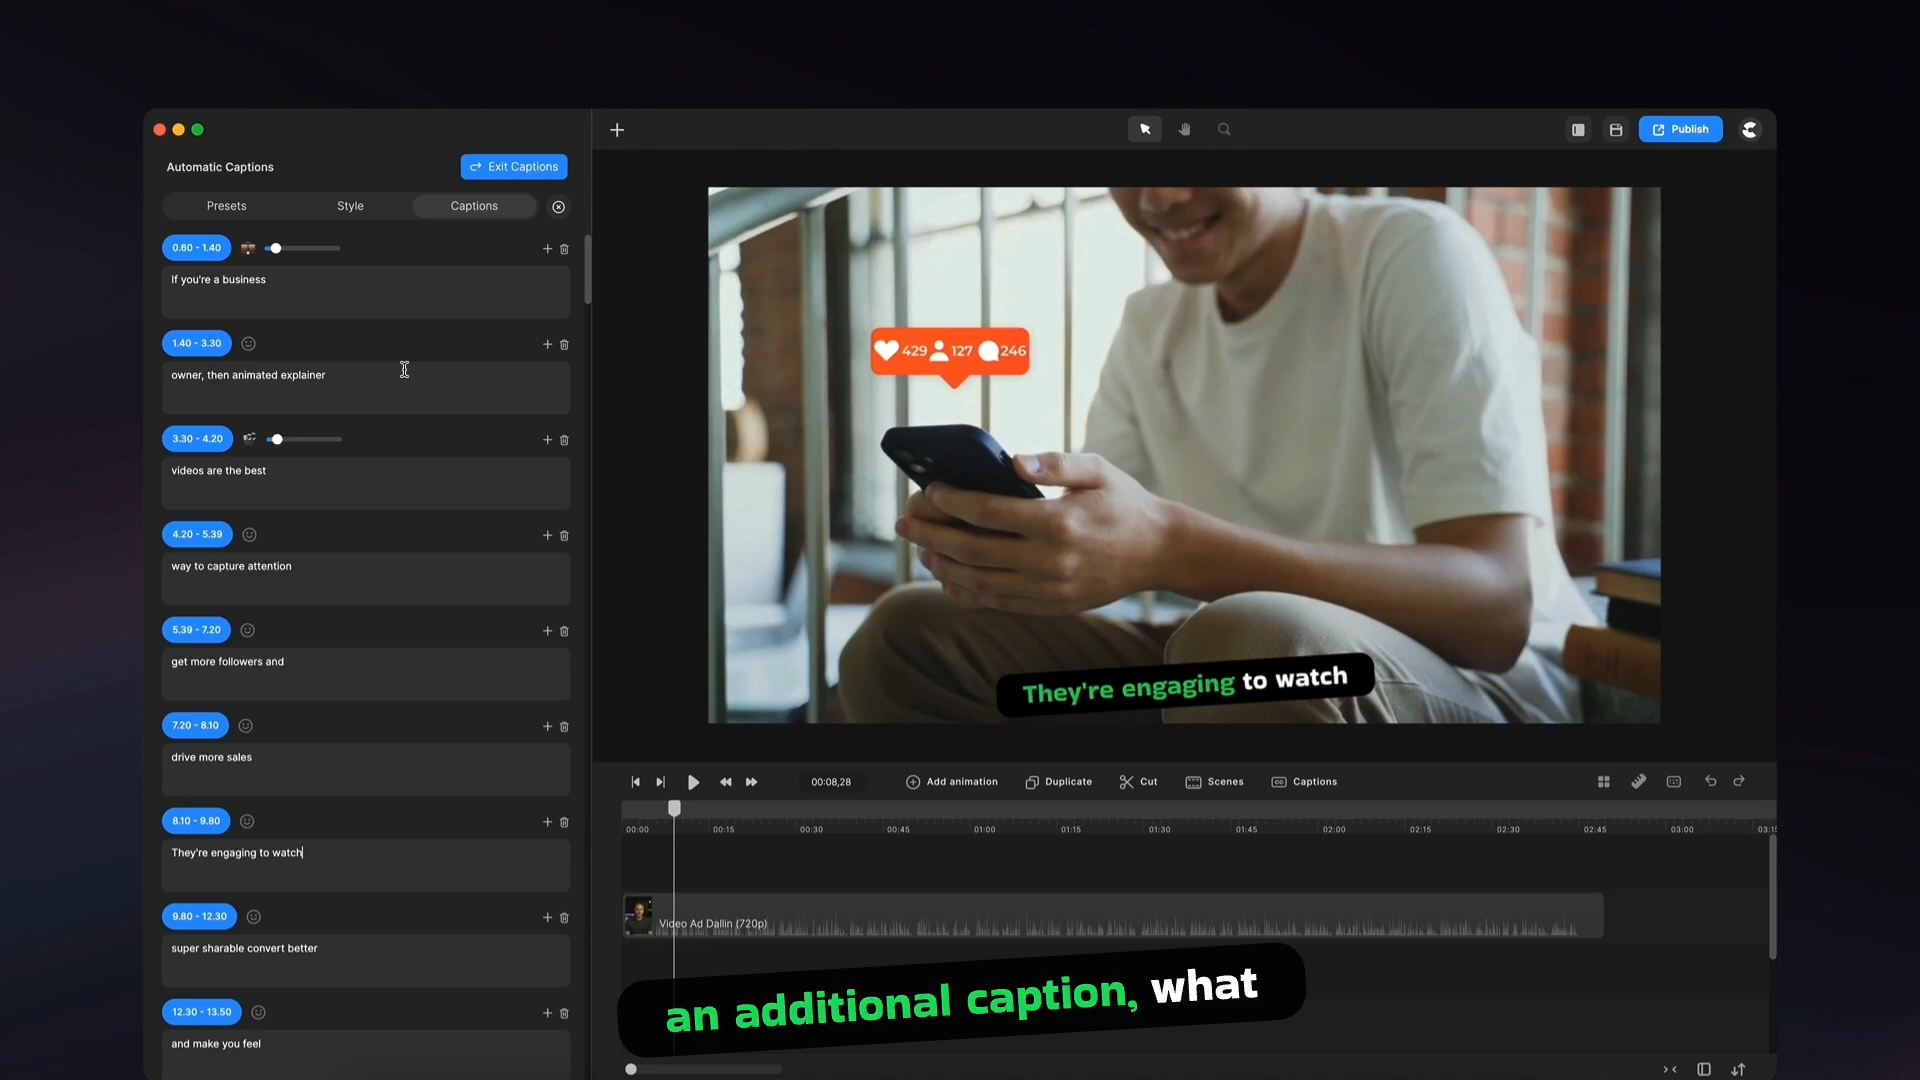 Publish
Automatic Captions
Exit Captions
Presets
Style
Captions
0.60 - 1.40
If you're a business
1.40 - 3.30
owner, then animated explainer
3.30 - 4.20
videos are the best
4.20 - 5.39
way to capture attention
5.39 - 7.20
get more followers and
7.20 - 8.10
drive more sales
8.10 - 9.80
They're engaging to watch
9.80 - 12.30
super sharable convert better
12.30 - 13.50
and make you feel
429 127 246
They're engaging to watch
00:08,28
Add animation
Duplicate
Cut
Scenes
Captions
00:00 00:15 00:30 00:45 01:00 01:15 01:30 01:45 02:00 02:15 02:30 02:45 03:00 03:15
Video Ad Dallin (720p)
an additional caption, what